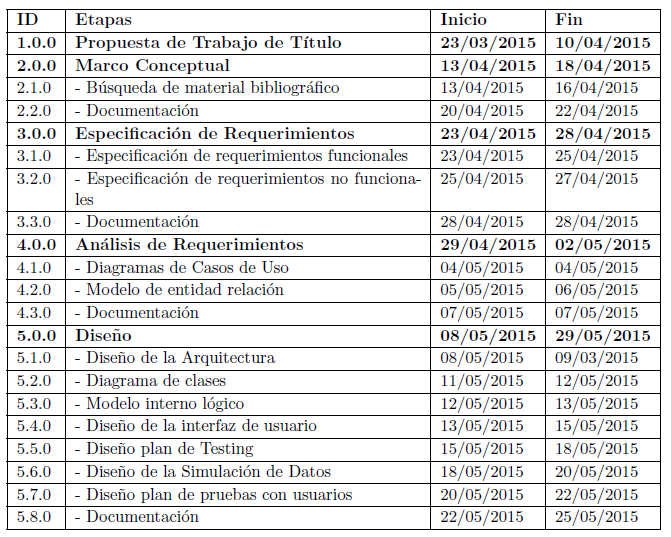 ID Etapas Inicio Fin
1.0.0 Propuesta de Trabajo de Título 23/03/2015 10/04/2015
2.0.0 Marco Conceptual 13/04/2015 18/04/2015
2.1.0 - Búsqueda de material bibliográfico 13/04/2015 16/04/2015
2.2.0 - Documentación 20/04/2015 22/04/2015
3.0.0 Especificación de Requerimientos 23/04/2015 28/04/2015
3.1.0 - Especificación de requerimientos funcionales 23/04/2015 25/04/2015
3.2.0 - Especificación de requerimientos no funciona- 25/04/2015 27/04/2015
les
3.3.0 - Documentación 28/04/2015 28/04/2015
4.0.0 Análisis de Requerimientos 29/04/2015 02/05/2015
4.1.0 - Diagramas de Casos de Uso 04/05/2015 04/05/2015
4.2.0 - Modelo de entidad relación 05/05/2015 06/05/2015
4.3.0 - Documentación 07/05/2015 07/05/2015
5.0.0 Diseño 08/05/2015 29/05/2015
5.1.0 - Diseño de la Arquitectura 08/05/2015 09/03/2015
5.2.0 - Diagrama de clases 11/05/2015 12/05/2015
5.3.0 - Modelo interno lógico 12/05/2015 13/05/2015
5.4.0 - Diseño de la interfaz de usuario 13/05/2015 15/05/2015
5.5.0 - Diseño plan de Testing 15/05/2015 18/05/2015
5.6.0 - Diseño de la Simulación de Datos 18/05/2015 20/05/2015
5.7.0 - Diseño plan de pruebas con usuarios 20/05/2015 22/05/2015
5.8.0 - Documentación 22/05/2015 25/05/2015